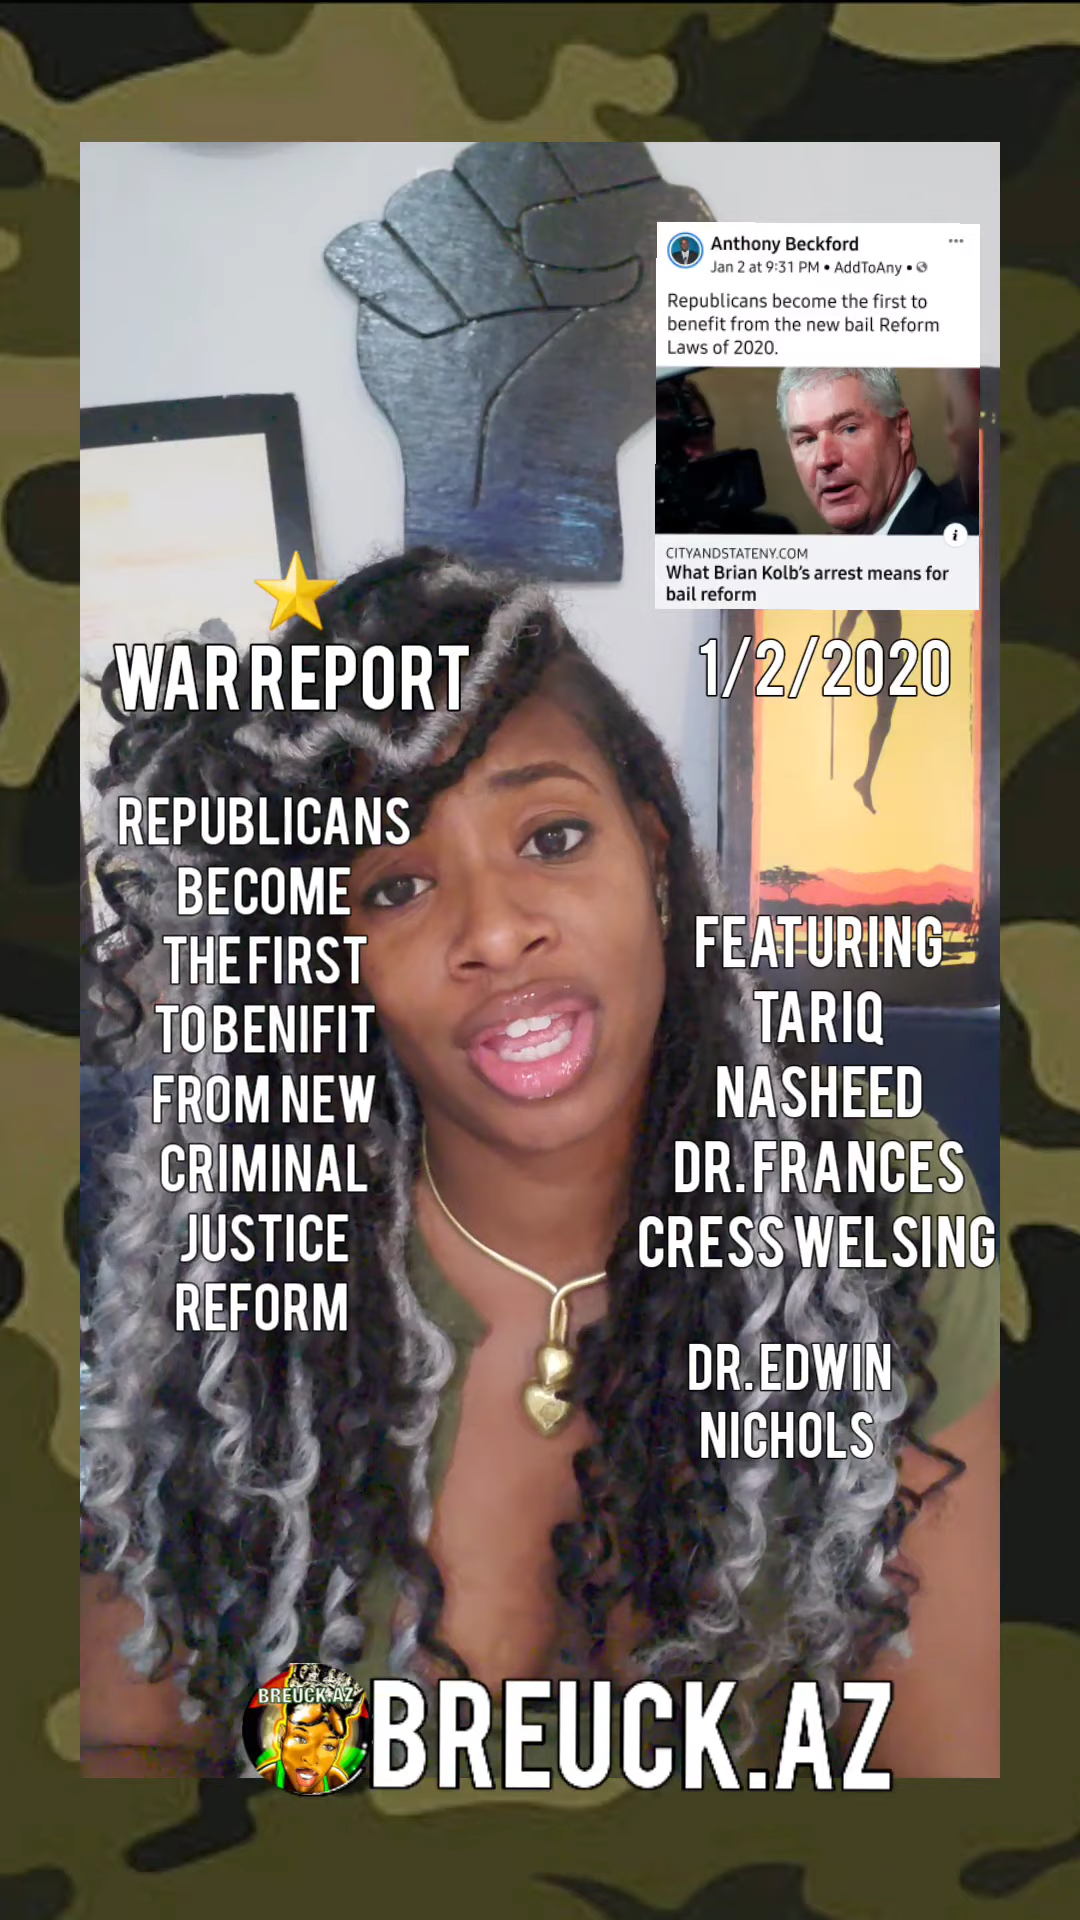 Anthony Beckford
Jan 2 at 9:31 PM • AddToAny •
Republicans become the first to
benefit from the new bail Reform
Laws of 2020.
CITYANDSTATENY.COM
What Brian Kolb's arrest means for
bail reform
WAR REPORT
1/2/2020
REPUBLICANS
BECOME
THE FIRST
TO BENIFIT
FROM NEW
CRIMINAL
JUSTICE
REFORM
FEATURING
TARIQ
NASHEED
DR. FRANCES
CRESS WELSING
DR. EDWIN
NICHOLS
BREUCK.AZ
BREUCK.AZ